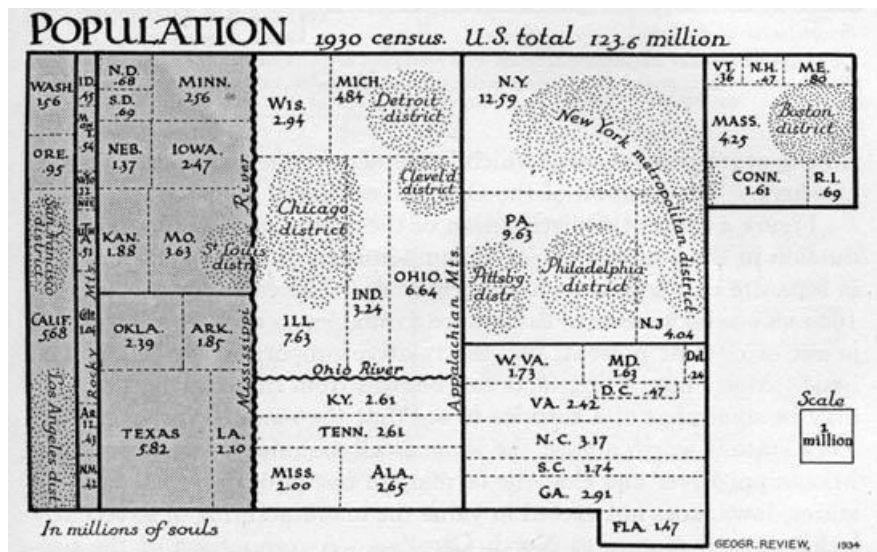 POPULATION 1930 census. U.S. total 123.6 million
WASH.
1.56
ORE.
.95
San Francisco
district
CALIF.
5.68
Los Angeles dist.
ID.
.45
.54
.51
Rocky Mts.
N.M.
N.D.
.68
S.D.
.69
MINN.
2.56
NEB.
1.37
IOWA.
2.47
KAN.
1.88
MO.
3.63
St Louis
distr.
OKLA.
2.39
ARK.
1.85
TEXAS
5.82
LA.
2.10
Mississippi River
WIS.
2.94
MICH.
4.84
Detroit
district
Chicago
district
Cleveld
district
ILL.
7.63
IND.
3.24
OHIO.
6.64
Ohio River
KY. 2.61
TENN. 2.61
MISS.
2.00
ALA.
2.65
Appalachian Mts.
N.Y.
12.59
New York metropolitan district
PA.
9.63
Pittsbg
distr.
Philadelphia
district
N.J.
4.04
W. VA.
1.73
MD.
1.63
Del.
.24
D.C. .47
VA. 2.42
N.C. 3.17
S.C. 1.74
GA. 2.91
FLA. 1.47
VT.
.36
N.H.
.47
ME.
.80
MASS.
4.25
Boston
district
CONN.
1.61
R.I.
.69
Scale
1
million
In millions of souls
GEOGR. REVIEW, 1934